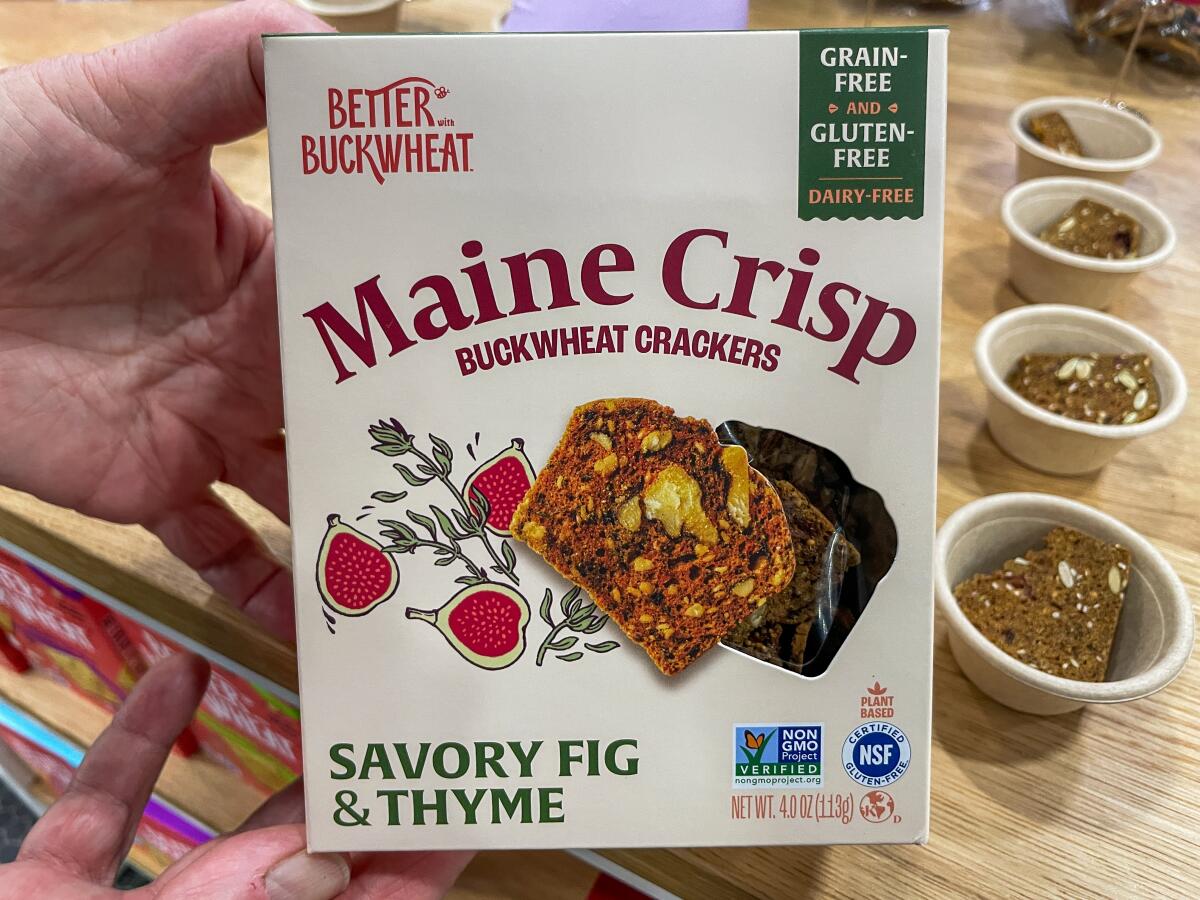 BETTER
with
BUCKWHEAT
GRAIN-
FREE
AND
GLUTEN-
FREE
DAIRY-FREE
Maine Crisp
BUCKWHEAT CRACKERS
SAVORY FIG
& THYME
PLANT
BASED
NON
GMO
Project
VERIFIED
nongmoproject.org
CERTIFIED
NSF
GLUTEN-FREE
NET WT. 4.0 OZ (113g)
K
D